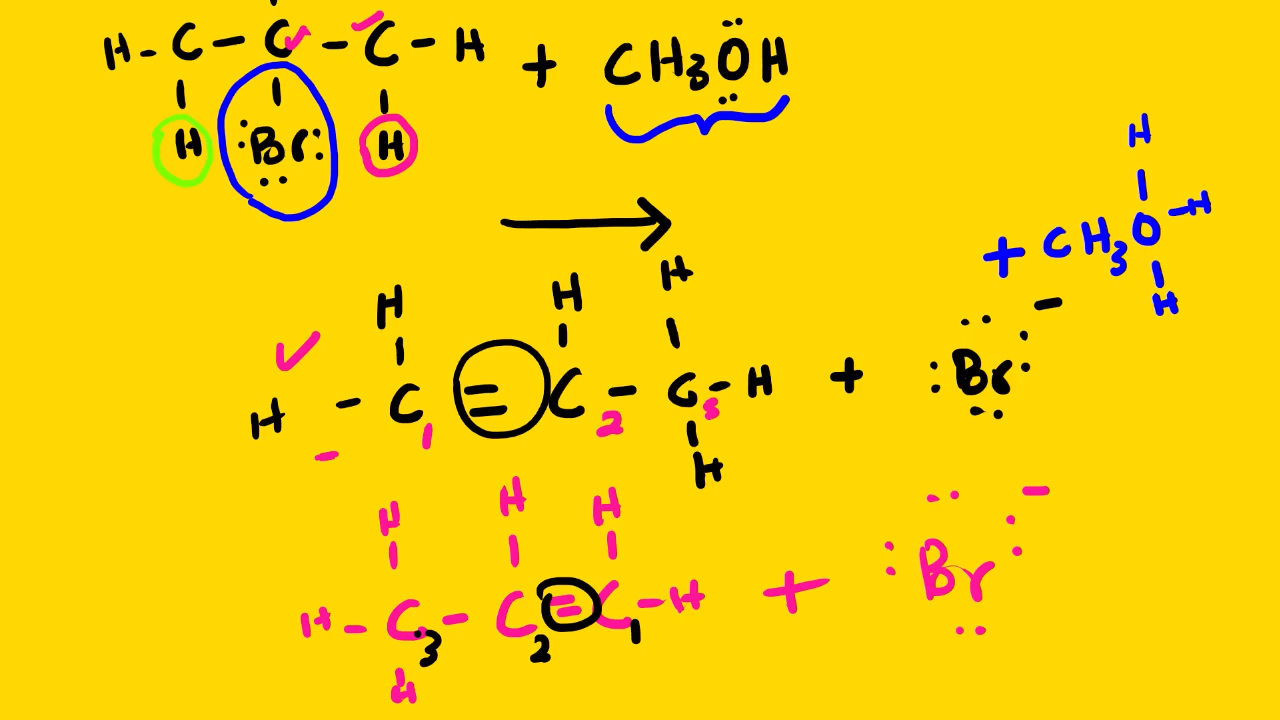 H - C - C - C - H + CH3ÖH
H :Br: H
H
+ CH3O - H
H
H H H
H - C = C - C - H + :Br: -
1 2 3
H
H H H
H - C - C = C - H + :Br: -
3 2 1
H